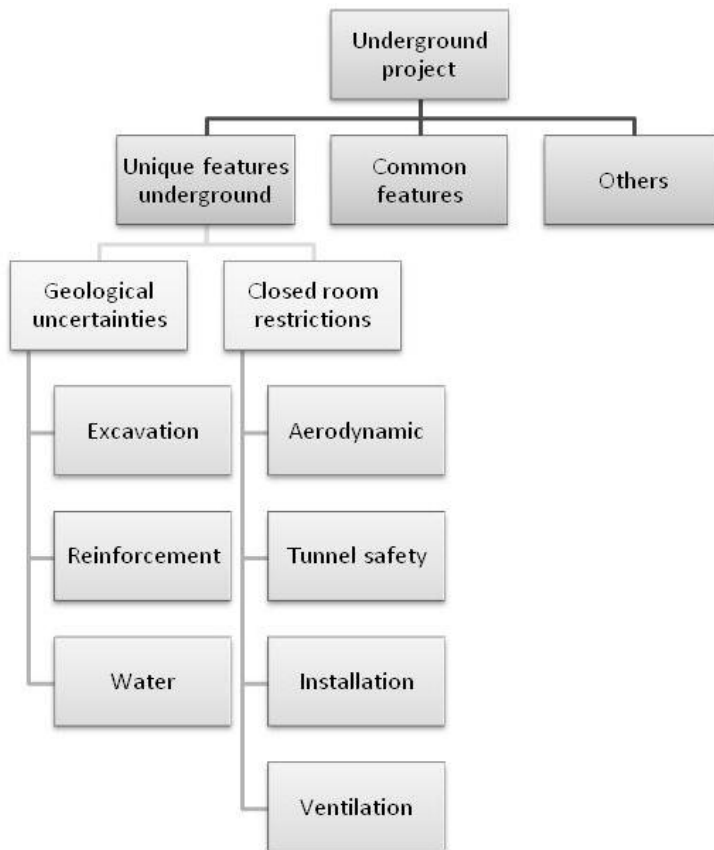 Underground
project
Unique features
underground
Common
features
Others
Geological
uncertainties
Closed room
restrictions
Excavation
Aerodynamic
Reinforcement
Tunnel safety
Water
Installation
Ventilation